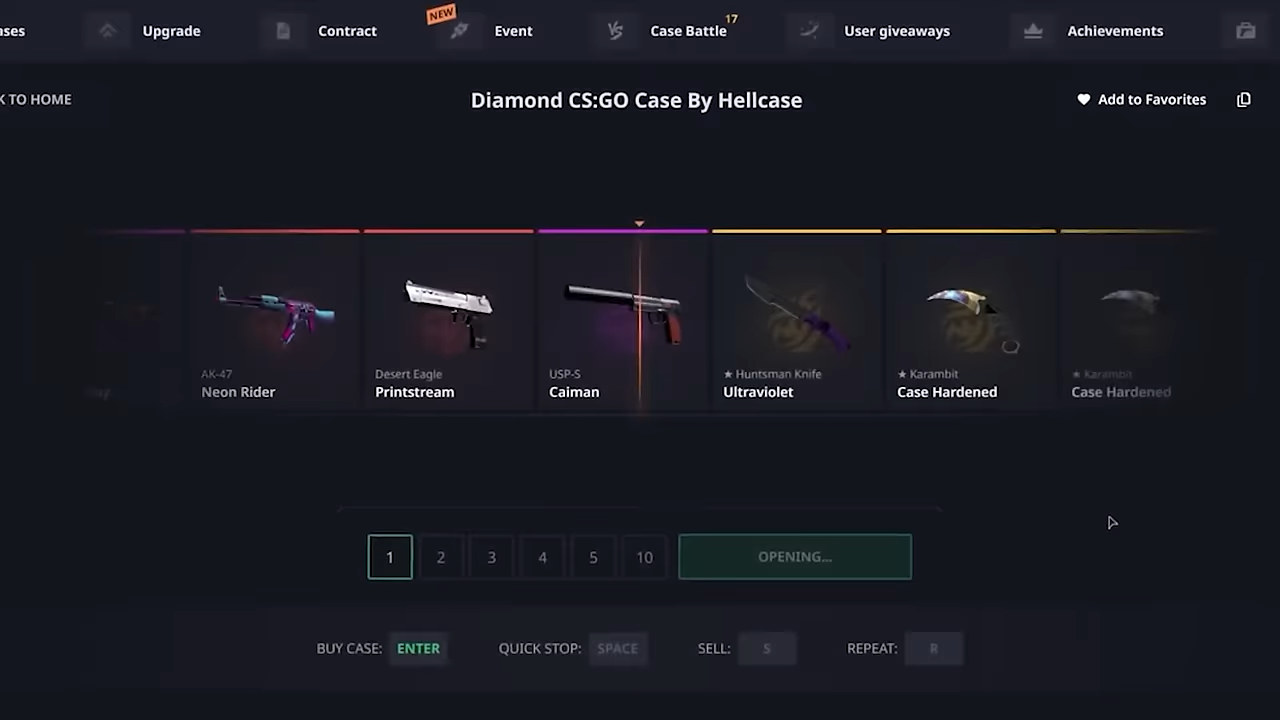 ases Upgrade Contract NEW Event Case Battle 17 User giveaways Achievements
K TO HOME
Diamond CS:GO Case By Hellcase
Add to Favorites
AK-47
Neon Rider
Desert Eagle
Printstream
USP-S
Caiman
★ Huntsman Knife
Ultraviolet
★ Karambit
Case Hardened
★ Karambit
Case Hardened
1 2 3 4 5 10 OPENING...
BUY CASE: ENTER QUICK STOP: SPACE SELL: S REPEAT: R